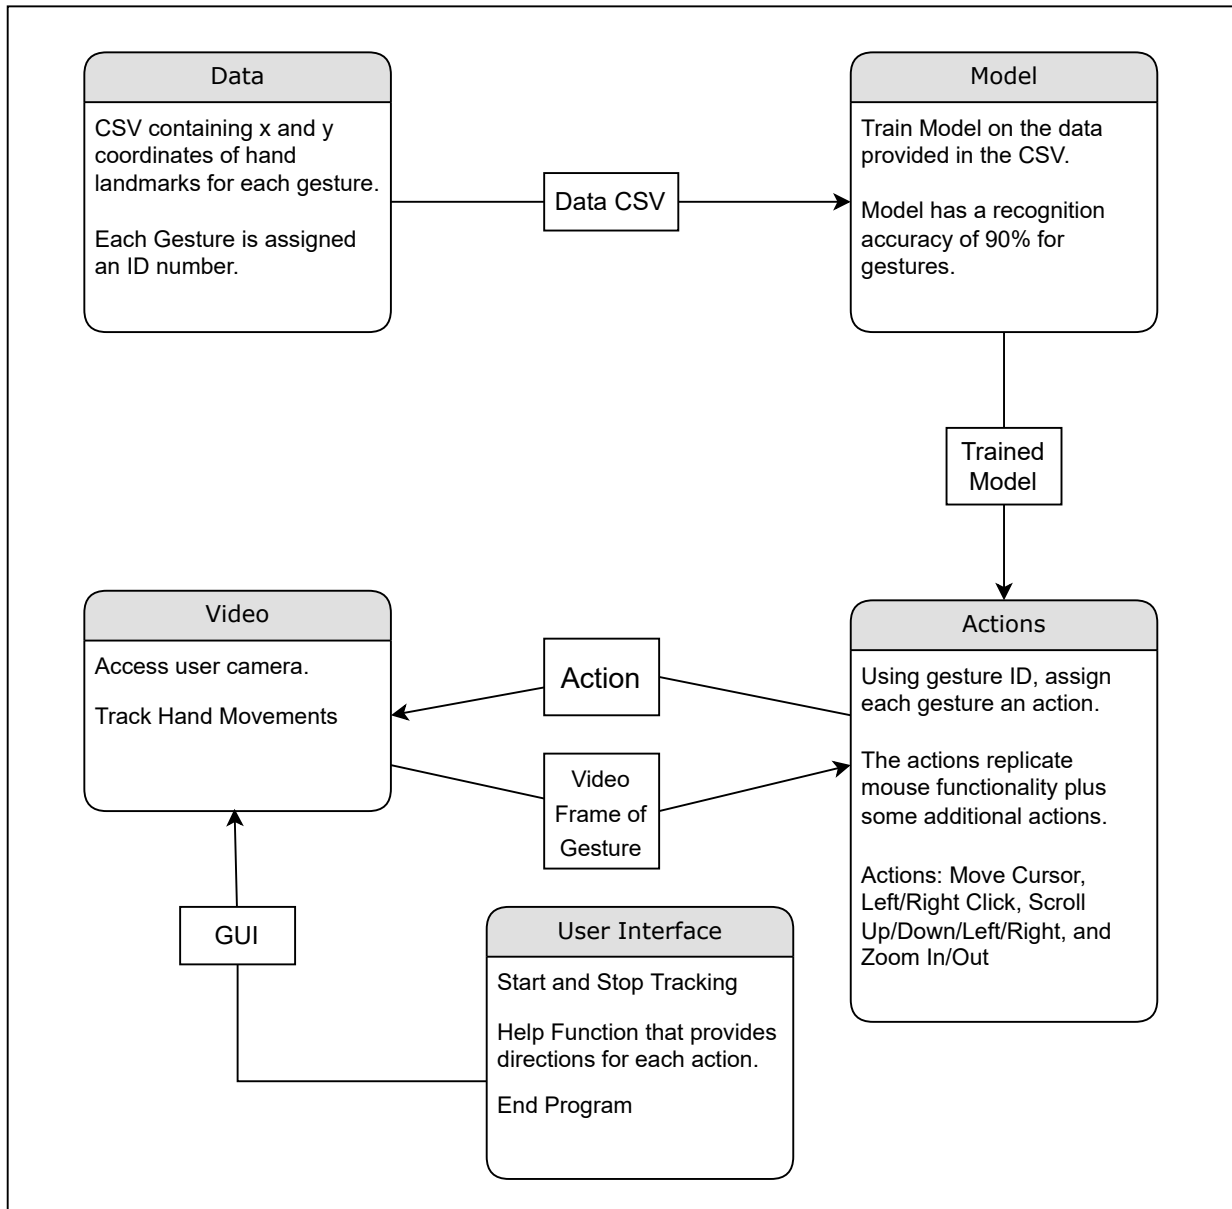 Data
CSV containing x and y
coordinates of hand
landmarks for each gesture.
Each Gesture is assigned
an ID number.
Data CSV
Model
Train Model on the data
provided in the CSV.
Model has a recognition
accuracy of 90% for
gestures.
Trained
Model
Video
Access user camera.
Track Hand Movements
Action
Video
Frame of
Gesture
Actions
Using gesture ID, assign
each gesture an action.
The actions replicate
mouse functionality plus
some additional actions.
Actions: Move Cursor,
Left/Right Click, Scroll
Up/Down/Left/Right, and
Zoom In/Out
GUI
User Interface
Start and Stop Tracking
Help Function that provides
directions for each action.
End Program